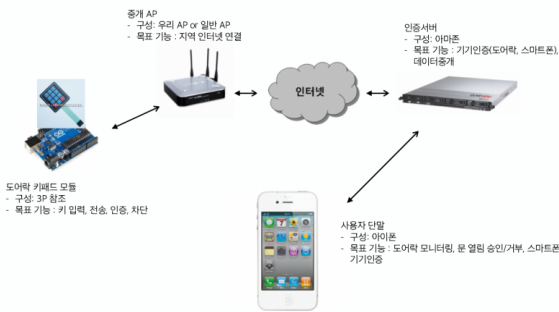 중개 AP
- 구성: 우리 AP or 일반 AP
- 목표 기능 : 지역 인터넷 연결
인증서버
- 구성: 아마존
- 목표 기능 : 기기인증(도어락, 스마트폰),
데이터중개
인터넷
도어락 키패드 모듈
- 구성: 3P 참조
- 목표 기능 : 키 입력, 전송, 인증, 차단
사용자 단말
- 구성: 아이폰
- 목표 기능 : 도어락 모니터링, 문 열림 승인/거부, 스마트폰
기기인증